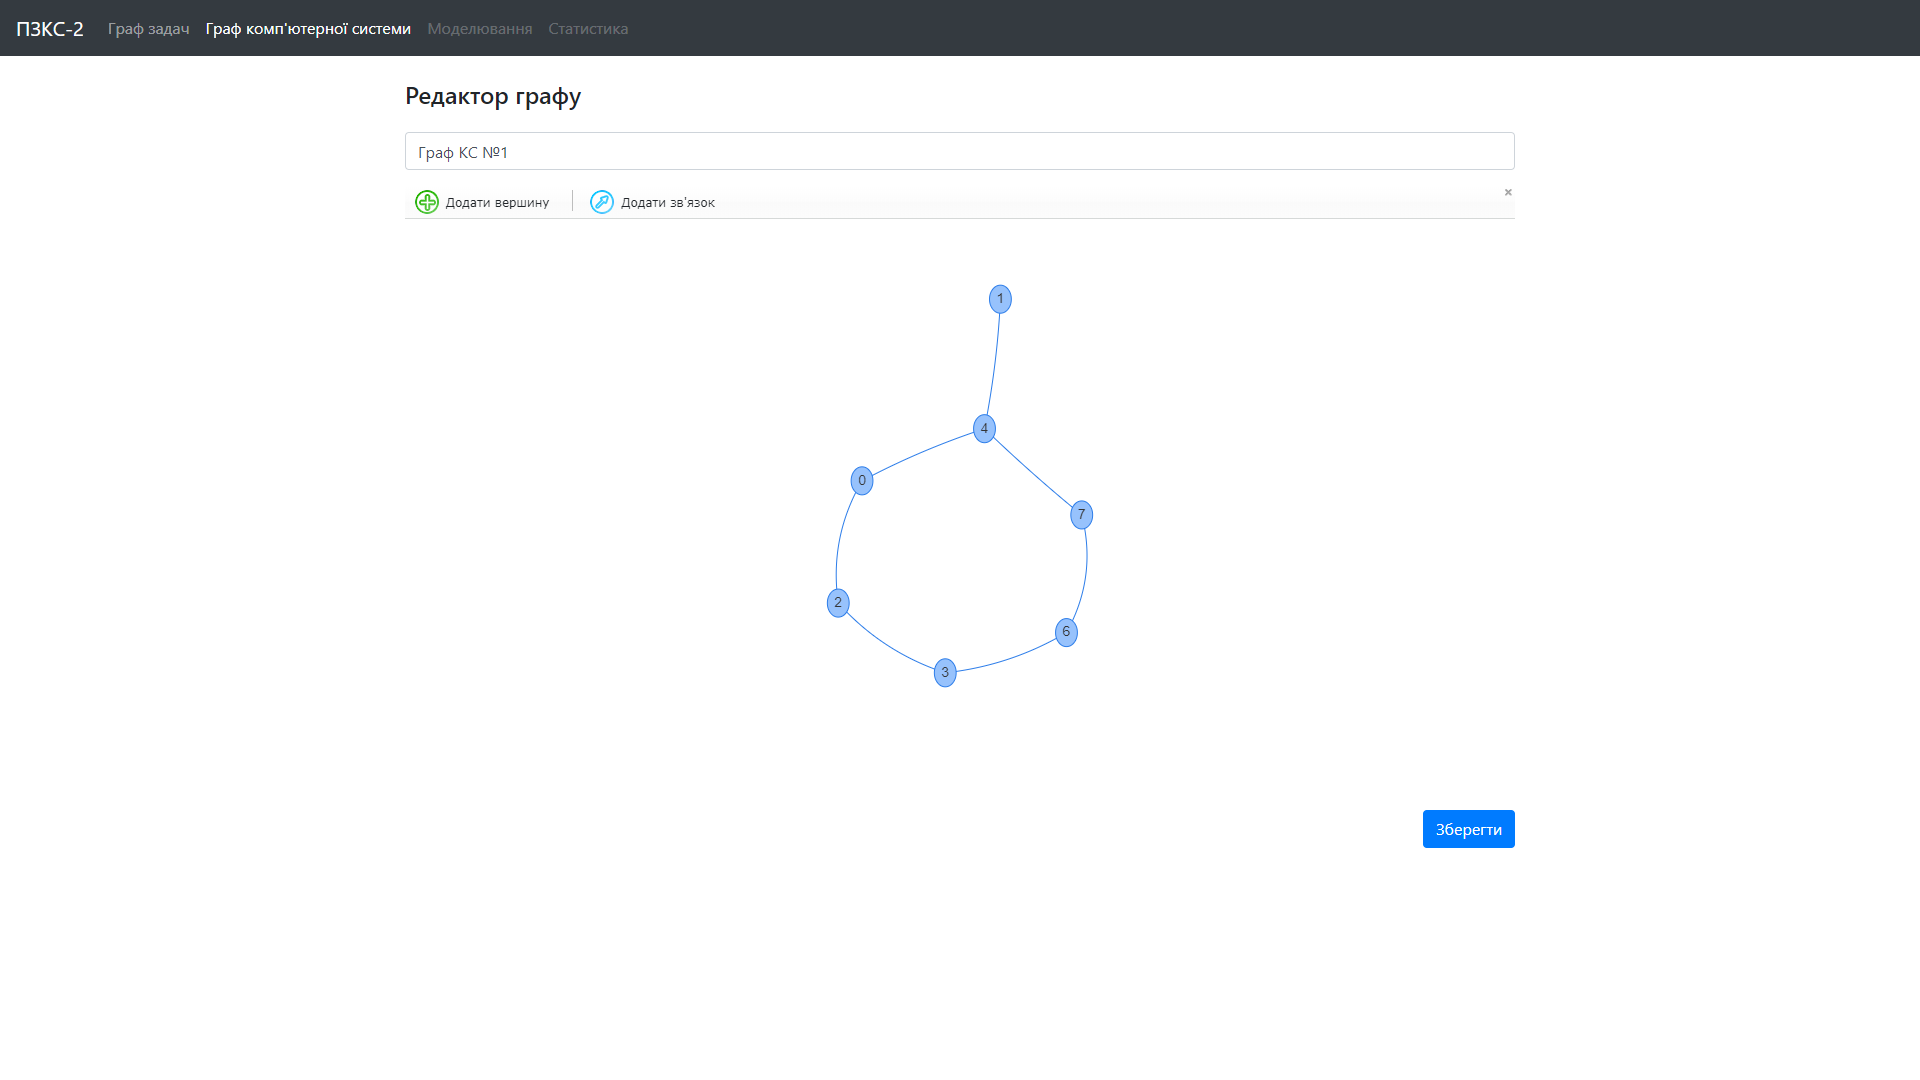 ПЗКС-2 Граф задач Граф комп'ютерної системи Моделювання Статистика
Редактор графу
Граф КС №1
Додати вершину Додати зв'язок
1
4
0
7
2
6
3
Зберегти